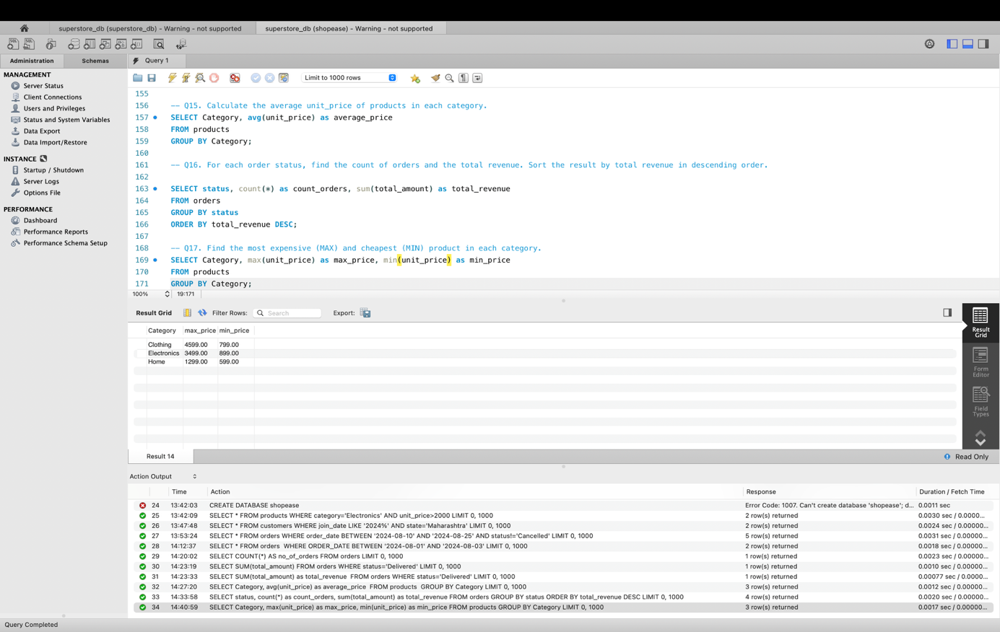 superstore_db (superstore_db) - Warning - not supported
superstore_db (shopease) - Warning - not supported
Administration
Schemas
Query 1
MANAGEMENT
Server Status
Client Connections
Users and Privileges
Status and System Variables
Data Export
Data Import/Restore
INSTANCE
Startup / Shutdown
Server Logs
Options File
PERFORMANCE
Dashboard
Performance Reports
Performance Schema Setup
Limit to 1000 rows
155
156 -- Q15. Calculate the average unit_price of products in each category.
157 SELECT Category, avg(unit_price) as average_price
158 FROM products
159 GROUP BY Category;
160
161 -- Q16. For each order status, find the count of orders and the total revenue. Sort the result by total revenue in descending order.
162
163 SELECT status, count(*) as count_orders, sum(total_amount) as total_revenue
164 FROM orders
165 GROUP BY status
166 ORDER BY total_revenue DESC;
167
168 -- Q17. Find the most expensive (MAX) and cheapest (MIN) product in each category.
169 SELECT Category, max(unit_price) as max_price, min(unit_price) as min_price
170 FROM products
171 GROUP BY Category;
100% 19:171
Result Grid Filter Rows: Search Export:
Category max_price min_price
Clothing 4599.00 799.00
Electronics 3499.00 899.00
Home 1299.00 599.00
Result Grid
Form Editor
Field Types
Result 14
Read Only
Action Output
Time Action Response Duration / Fetch Time
24 13:42:03 CREATE DATABASE shopease Error Code: 1007. Can't create database 'shopease'; d... 0.0011 sec
25 13:42:09 SELECT * FROM products WHERE category='Electronics' AND unit_price>2000 LIMIT 0, 1000 2 row(s) returned 0.0030 sec / 0.0000...
26 13:47:48 SELECT * FROM customers WHERE join_date LIKE '2024%' AND state='Maharashtra' LIMIT 0, 1000 2 row(s) returned 0.0024 sec / 0.0000...
27 13:53:24 SELECT * FROM orders WHERE order_date BETWEEN '2024-08-10' AND '2024-08-25' AND status!='Cancelled' LIMIT 0, 1000 5 row(s) returned 0.0031 sec / 0.0000...
28 14:12:37 SELECT * FROM orders WHERE ORDER_DATE BETWEEN '2024-08-01' AND '2024-08-03' LIMIT 0, 1000 2 row(s) returned 0.0018 sec / 0.0000...
29 14:20:02 SELECT COUNT(*) AS no_of_orders FROM orders LIMIT 0, 1000 1 row(s) returned 0.0023 sec / 0.0000...
30 14:23:19 SELECT SUM(total_amount) FROM orders WHERE status='Delivered' LIMIT 0, 1000 1 row(s) returned 0.0010 sec / 0.0000...
31 14:23:33 SELECT SUM(total_amount) as total_revenue FROM orders WHERE status='Delivered' LIMIT 0, 1000 1 row(s) returned 0.00077 sec / 0.000...
32 14:27:20 SELECT Category, avg(unit_price) as average_price FROM products GROUP BY Category LIMIT 0, 1000 3 row(s) returned 0.0012 sec / 0.0000...
33 14:33:58 SELECT status, count(*) as count_orders, sum(total_amount) as total_revenue FROM orders GROUP BY status ORDER BY total_revenue DESC LIMIT 0, 1000 4 row(s) returned 0.0020 sec / 0.0000...
34 14:40:59 SELECT Category, max(unit_price) as max_price, min(unit_price) as min_price FROM products GROUP BY Category LIMIT 0, 1000 3 row(s) returned 0.0017 sec / 0.0000...
Query Completed